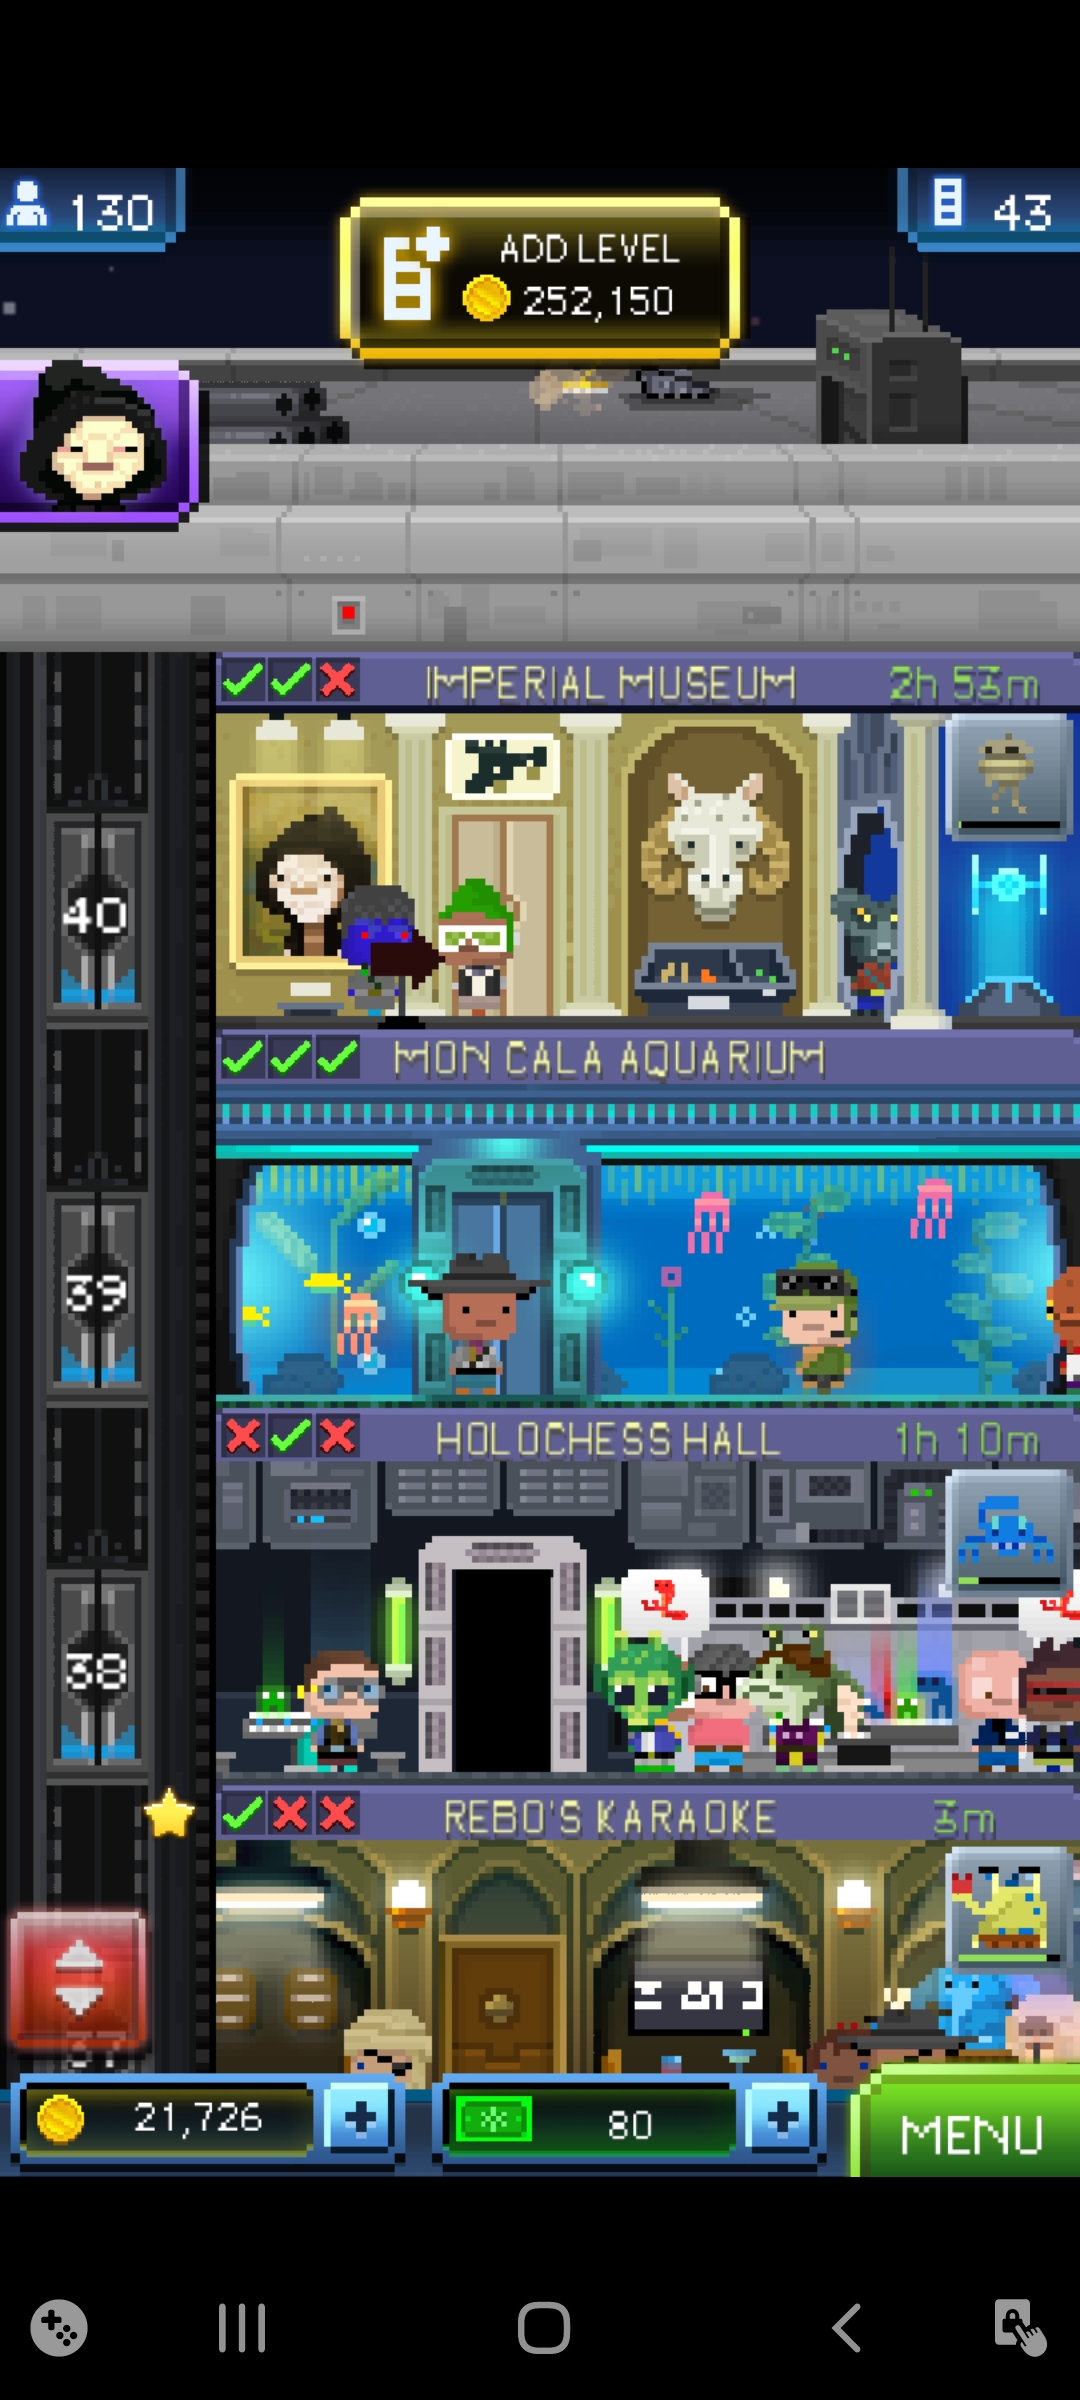 130
ADD LEVEL
252,150
43
IMPERIAL MUSEUM 2h 53m
40
MON CALA AQUARIUM
39
HOLOCHESS HALL 1h 10m
38
REBO'S KARAOKE 3m
21,726
80
MENU